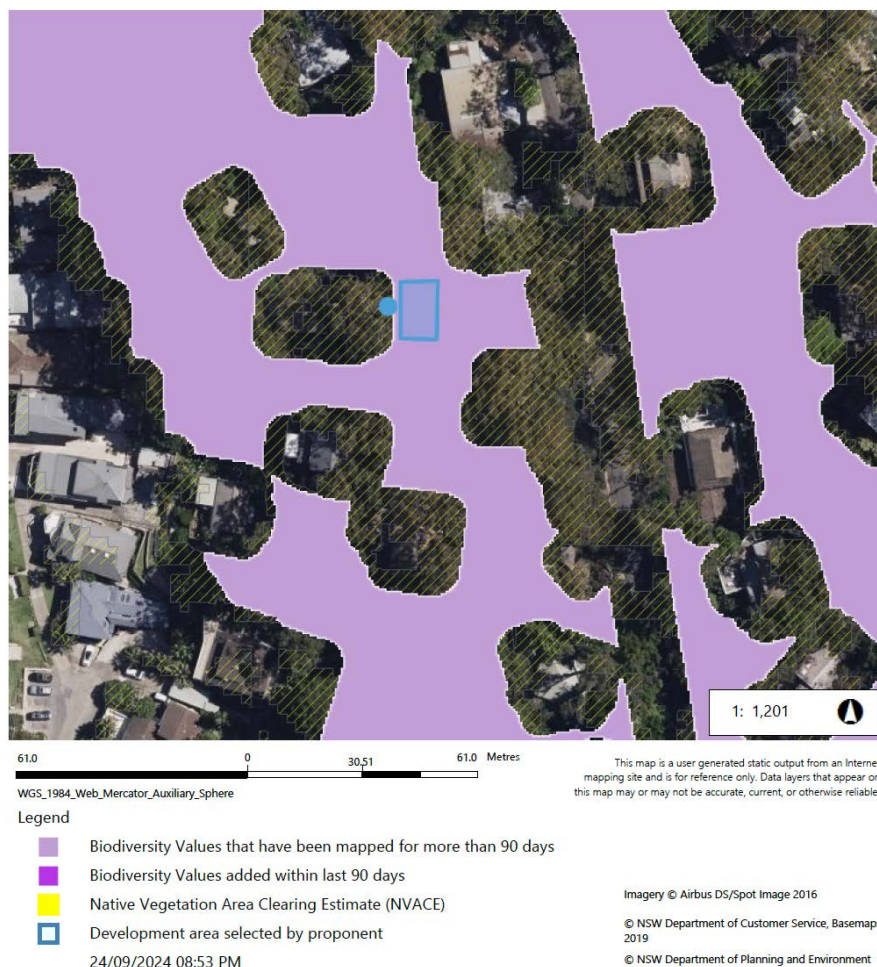 1: 1,201
61.0 0 30.51 61.0 Metres
WGS_1984_Web_Mercator_Auxiliary_Sphere
This map is a user generated static output from an Interne
mapping site and is for reference only. Data layers that appear or
this map may or may not be accurate, current, or otherwise reliable
Legend
Biodiversity Values that have been mapped for more than 90 days
Biodiversity Values added within last 90 days
Native Vegetation Area Clearing Estimate (NVACE)
Development area selected by proponent
24/09/2024 08:53 PM
Imagery © Airbus DS/Spot Image 2016
© NSW Department of Customer Service, Basemap
2019
© NSW Department of Planning and Environment